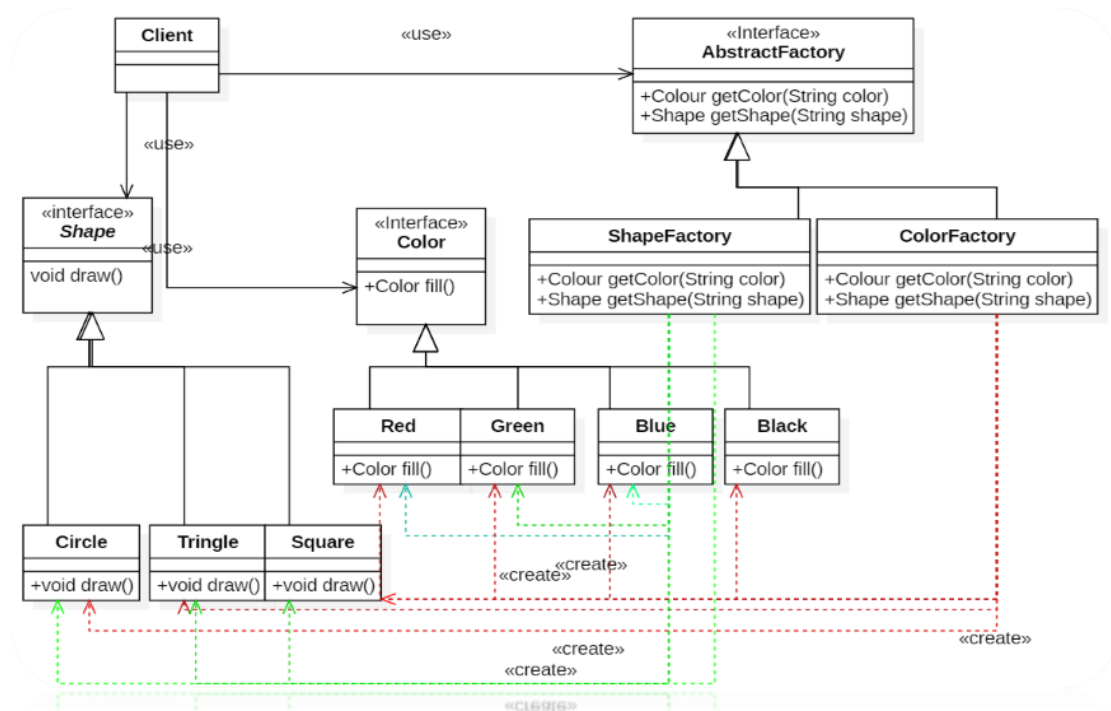 Client
«use»
«Interface»
AbstractFactory
+Colour getColor(String color)
+Shape getShape(String shape)
«use»
«interface»
Shape
void draw()
«use»
«Interface»
Color
+Color fill()
ShapeFactory
+Colour getColor(String color)
+Shape getShape(String shape)
ColorFactory
+Colour getColor(String color)
+Shape getShape(String shape)
Red
+Color fill()
Green
+Color fill()
Blue
+Color fill()
Black
+Color fill()
Circle
+void draw()
Tringle
+void draw()
Square
+void draw()
«create»
«create»
«create»
«create»
«create»